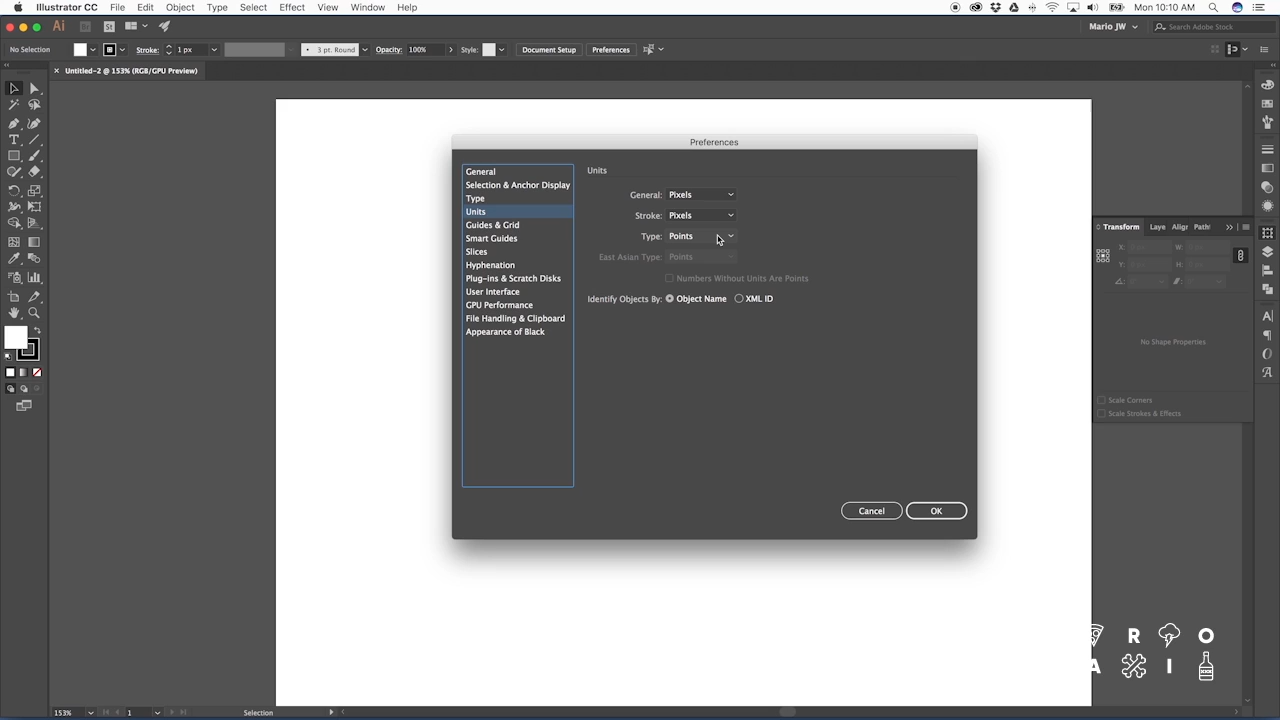 Illustrator CC File Edit Object Type Select Effect View Window Help Mon 10:10 AM
Ai Br St Mario JW Search Adobe Stock
No Selection Stroke: 1 px 3 pt. Round Opacity: 100% Style: Document Setup Preferences
× Untitled-2 @ 153% (RGB/GPU Preview)
Preferences
General
Selection & Anchor Display
Type
Units
Guides & Grid
Smart Guides
Slices
Hyphenation
Plug-ins & Scratch Disks
User Interface
GPU Performance
File Handling & Clipboard
Appearance of Black
Units
General: Pixels
Stroke: Pixels
Type: Points
East Asian Type: Points
Numbers Without Units Are Points
Identify Objects By: Object Name XML ID
Cancel OK
Transform Laye Aligr Pathf
X: W:
Y: H:
No Shape Properties
Scale Corners
Scale Strokes & Effects
R O
A I
153% 1 Selection